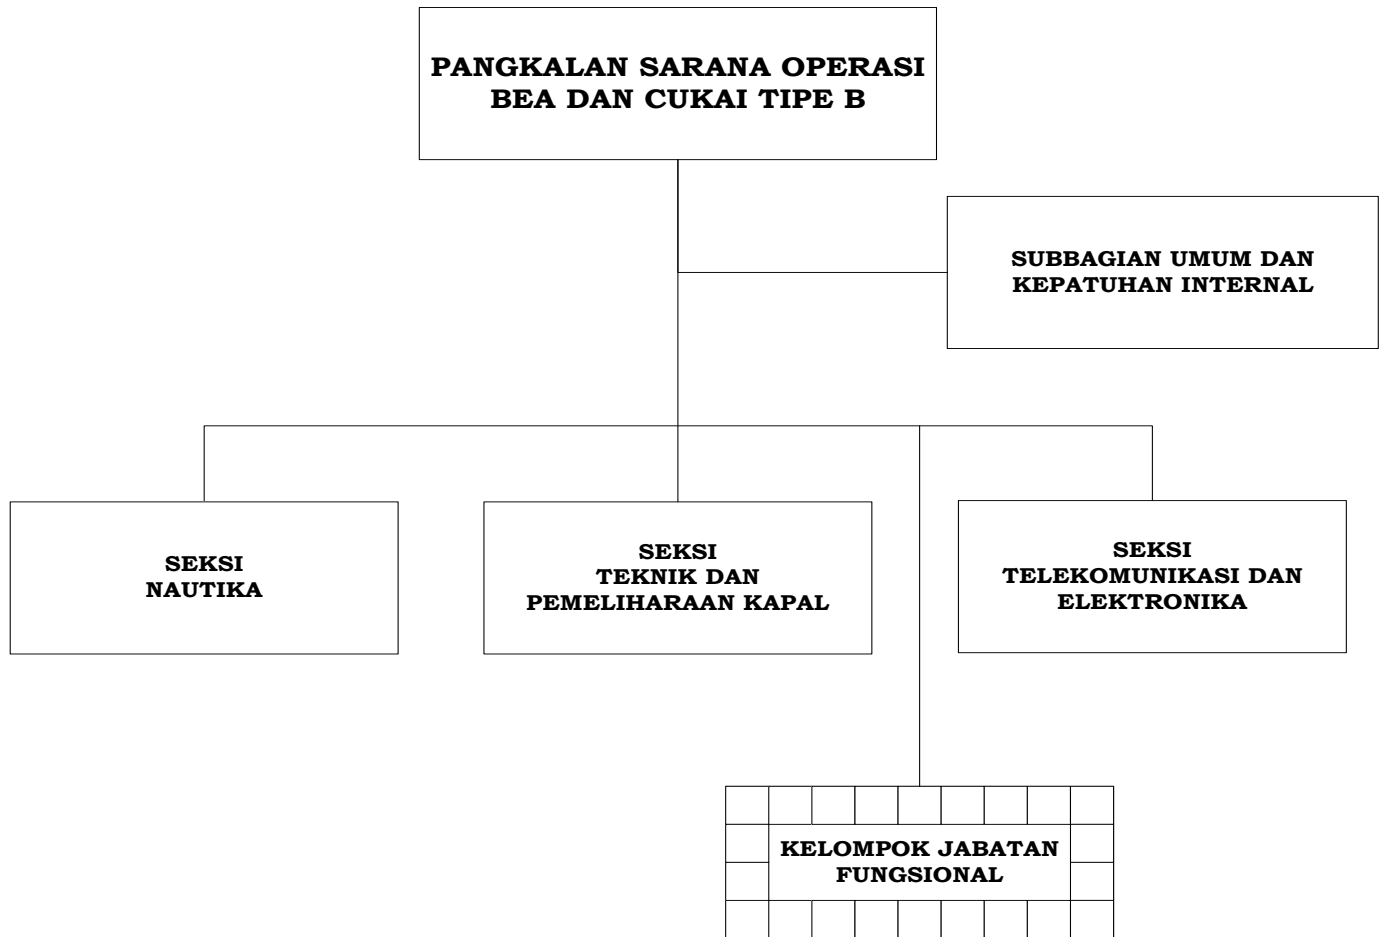 PANGKALAN SARANA OPERASI
BEA DAN CUKAI TIPE B
SUBBAGIAN UMUM DAN
KEPATUHAN INTERNAL
SEKSI
NAUTIKA
SEKSI
TEKNIK DAN
PEMELIHARAAN KAPAL
SEKSI
TELEKOMUNIKASI DAN
ELEKTRONIKA
KELOMPOK JABATAN
FUNGSIONAL